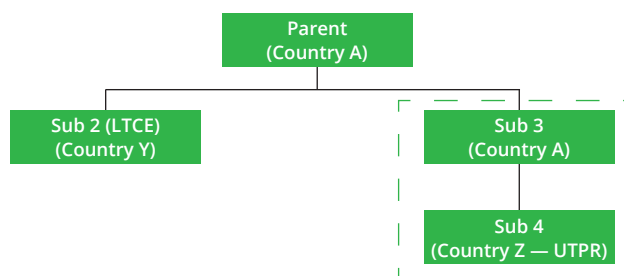 Parent
(Country A)
Sub 2 (LTCE)
(Country Y)
Sub 3
(Country A)
Sub 4
(Country Z — UTPR)